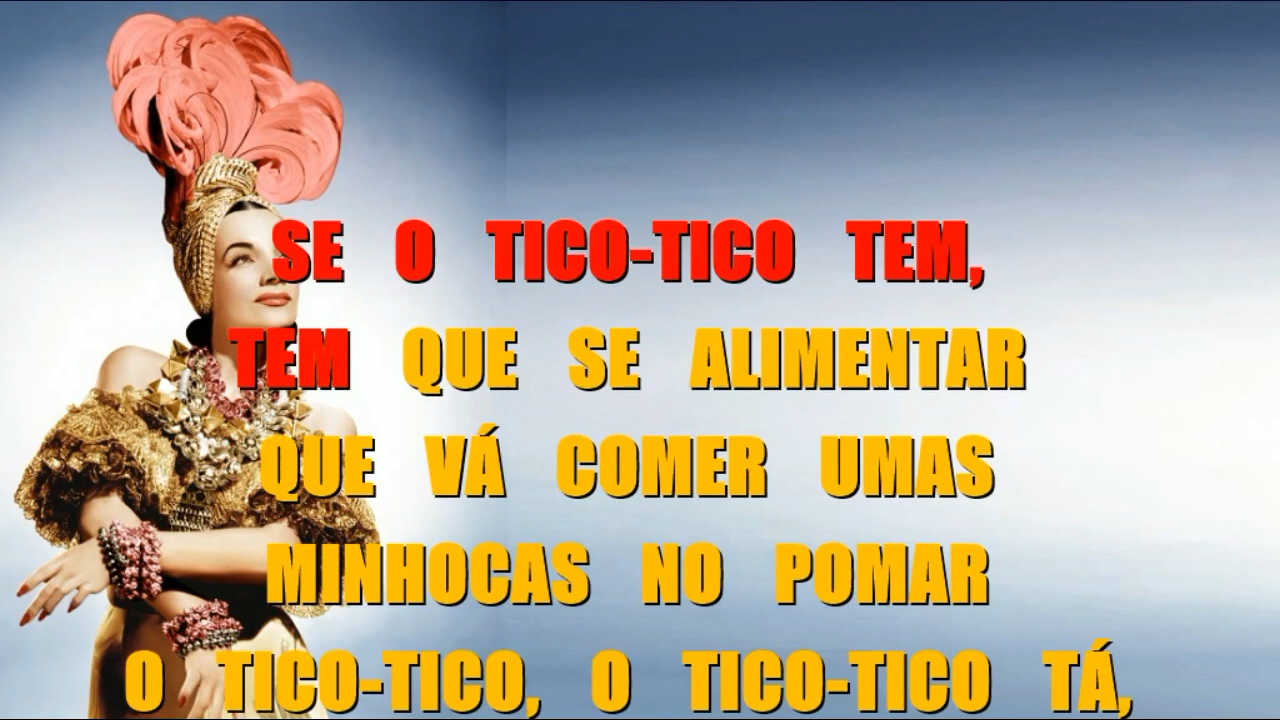 SE O TICO-TICO TEM,
TEM QUE SE ALIMENTAR
QUE VÁ COMER UMAS
MINHOCAS NO POMAR
O TICO-TICO, O TICO-TICO TÁ,